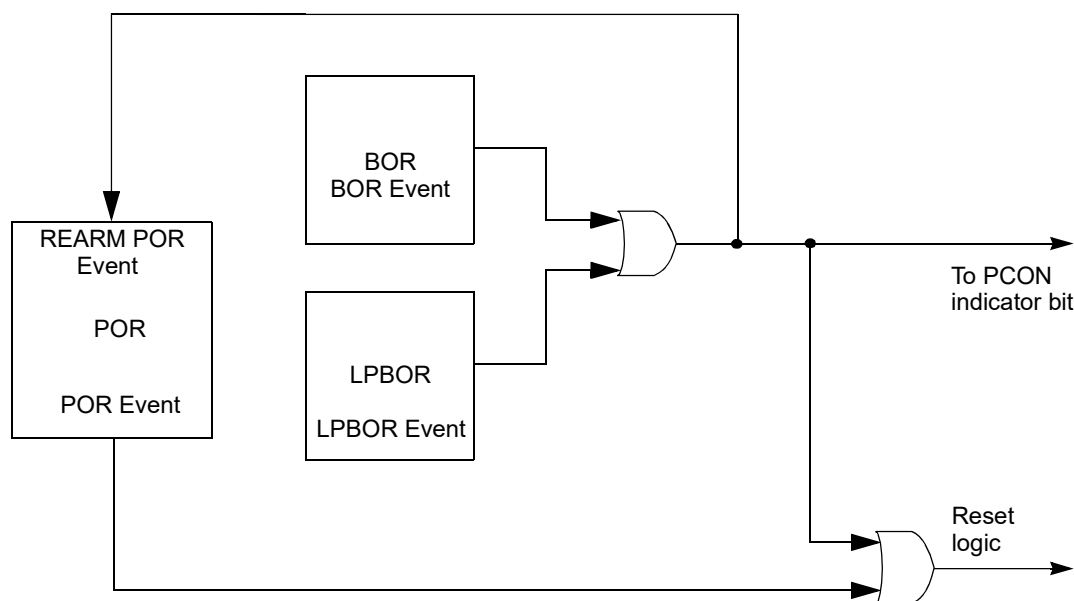 BOR
BOR Event
REARM POR
Event
POR
POR Event
LPBOR
LPBOR Event
To PCON
indicator bit
Reset
logic